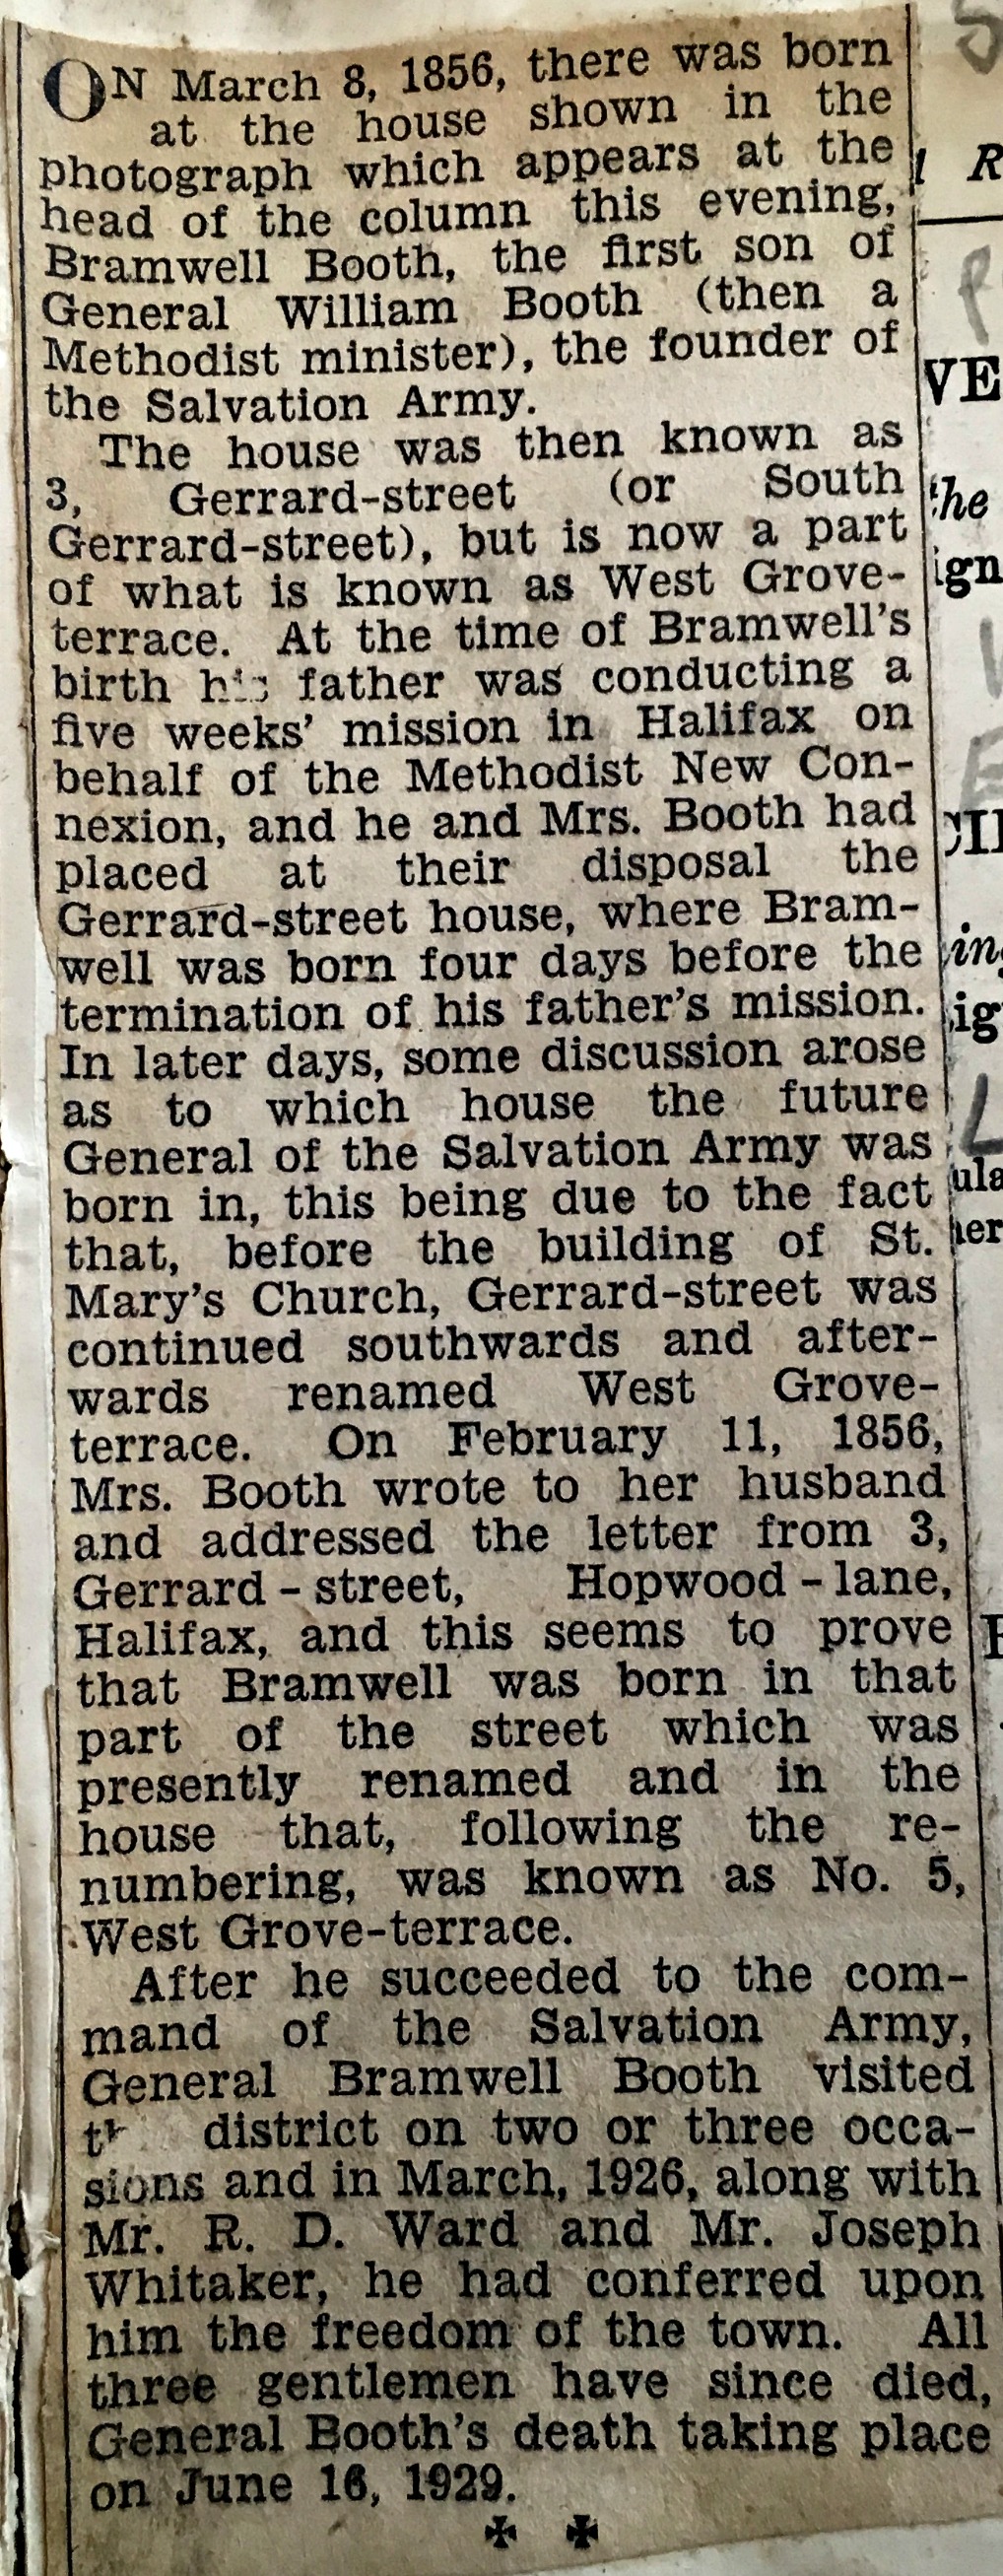 ON March 8, 1856, there was born
at the house shown in the
photograph which appears at the
head of the column this evening,
Bramwell Booth, the first son of
General William Booth (then a
Methodist minister), the founder of
the Salvation Army.
The house was then known as
3, Gerrard-street (or South
Gerrard-street), but is now a part
of what is known as West Grove-
terrace. At the time of Bramwell's
birth his father was conducting a
five weeks' mission in Halifax on
behalf of the Methodist New Con-
nexion, and he and Mrs. Booth had
placed at their disposal the
Gerrard-street house, where Bram-
well was born four days before the
termination of his father's mission.
In later days, some discussion arose
as to which house the future
General of the Salvation Army was
born in, this being due to the fact
that, before the building of St.
Mary's Church, Gerrard-street was
continued southwards and after-
wards renamed West Grove-
terrace. On February 11, 1856,
Mrs. Booth wrote to her husband
and addressed the letter from 3,
Gerrard-street, Hopwood-lane,
Halifax, and this seems to prove
that Bramwell was born in that
part of the street which was
presently renamed and in the
house that, following the re-
numbering, was known as No. 5,
West Grove-terrace.
After he succeeded to the com-
mand of the Salvation Army,
General Bramwell Booth visited
district on two or three occa-
sions and in March, 1926, along with
Mr. R. D. Ward and Mr. Joseph
Whitaker, he had conferred upon
him the freedom of the town. All
three gentlemen have since died,
General Booth's death taking place
on June 16, 1929.
R
VE
the
ign
in
ig
ula
her